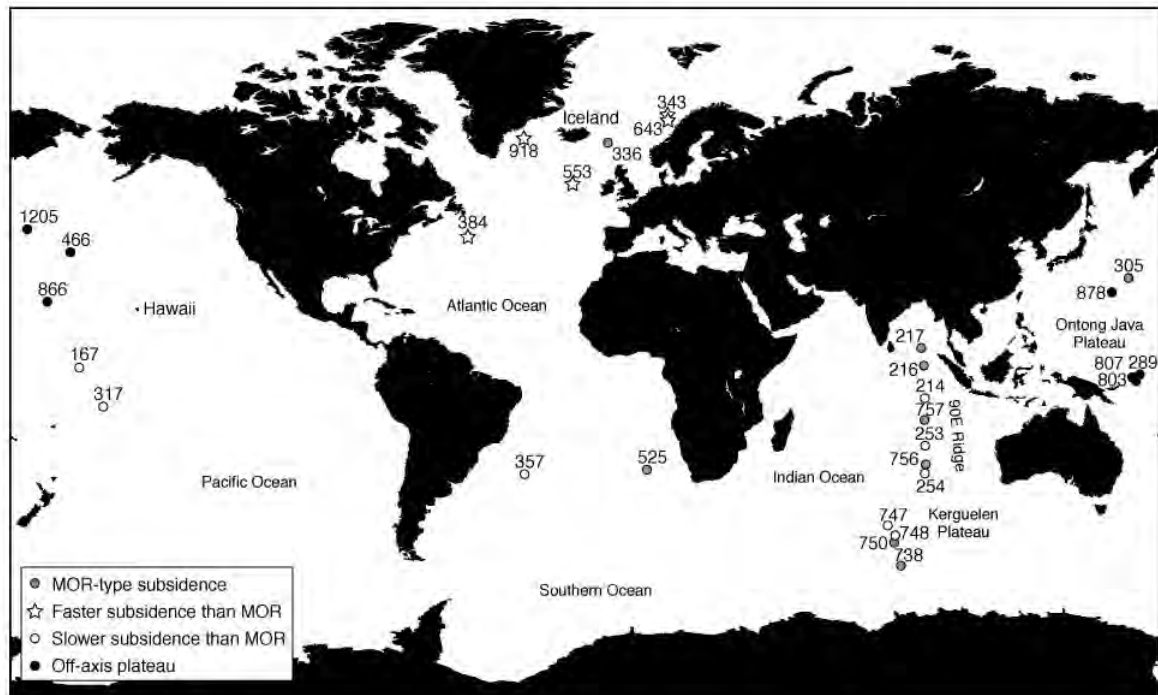 343
Iceland
643
918
336
553
1205
384
466
305
866
Hawaii
Atlantic Ocean
878
217
Ontong Java
Plateau
167
216
807 289
803
214
317
757
90E Ridge
253
357
525
756
Pacific Ocean
Indian Ocean
254
747
Kerguelen
Plateau
748
750
738
MOR-type subsidence
Faster subsidence than MOR
Southern Ocean
Slower subsidence than MOR
Off-axis plateau